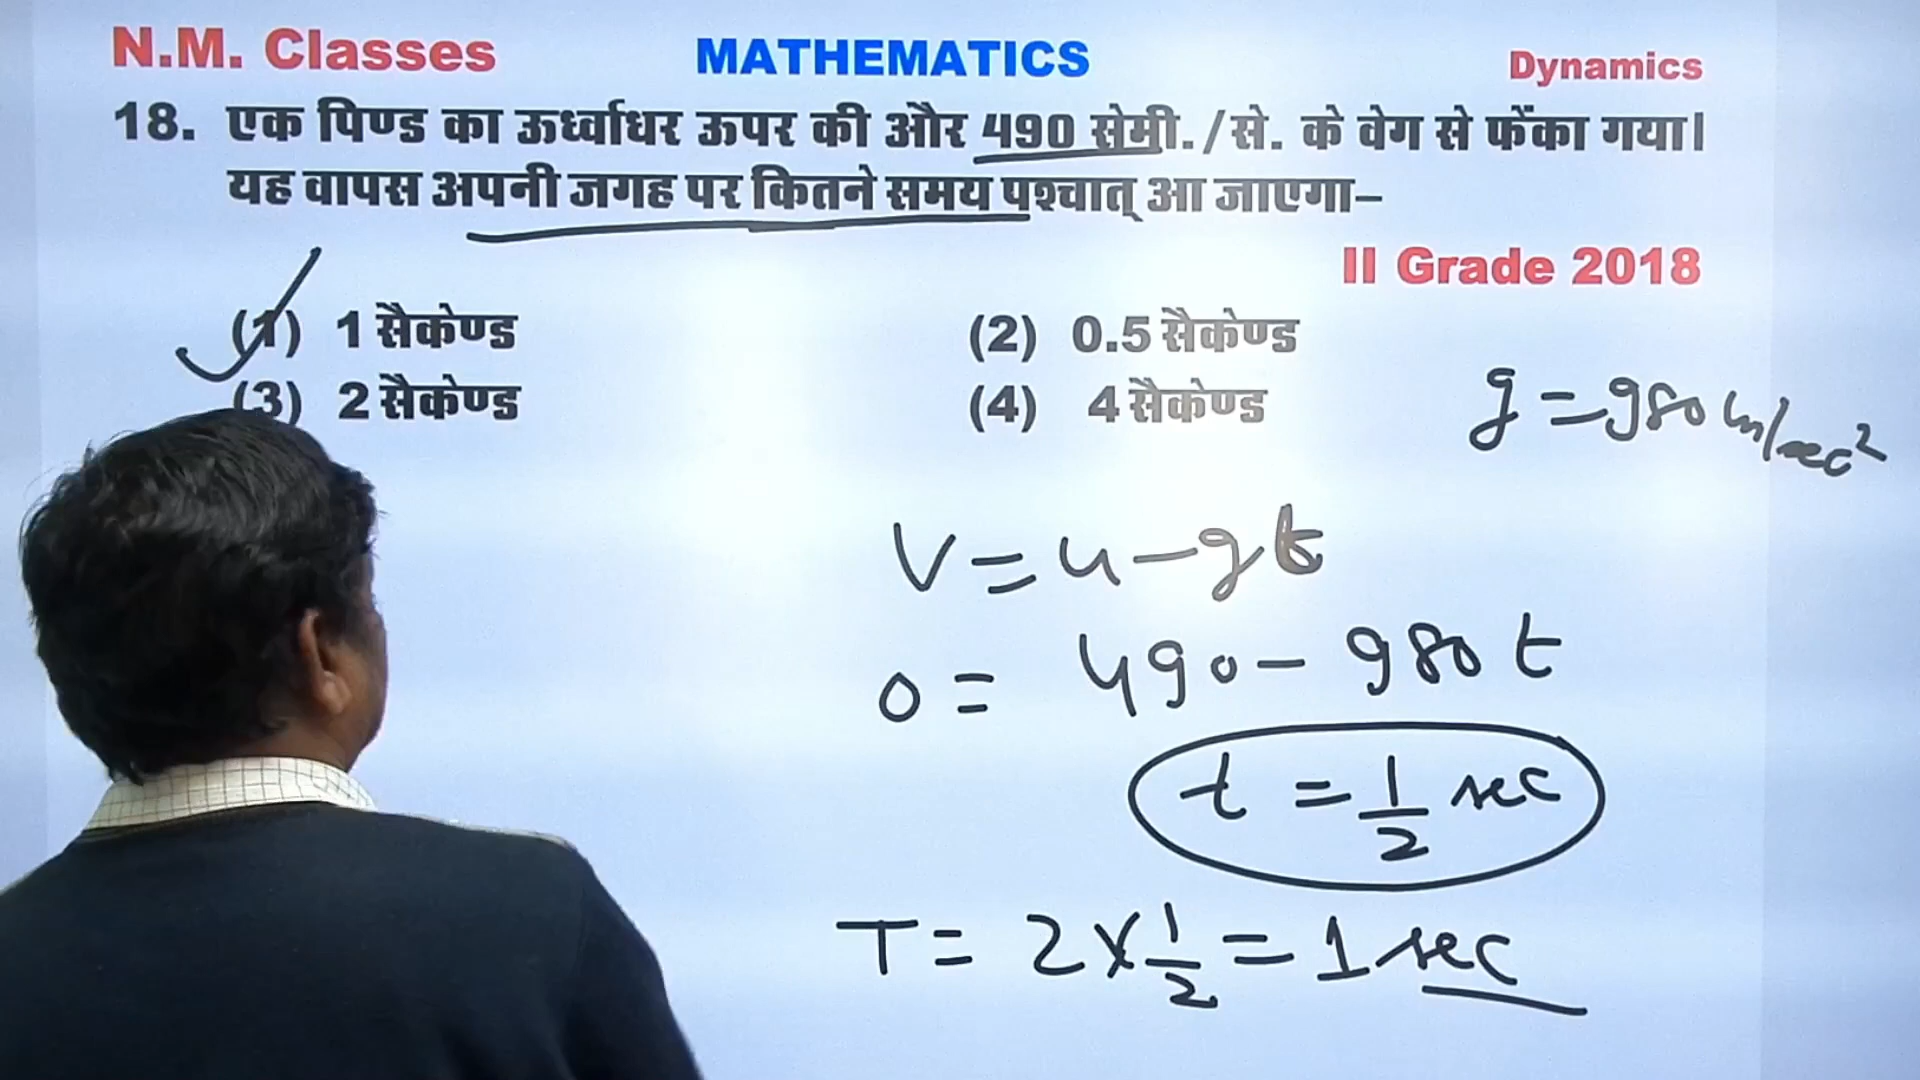 N.M. Classes MATHEMATICS Dynamics
18. एक पिण्ड का ऊर्ध्वाधर ऊपर की और 490 सेमी./से. के वेग से फेंका गया।
यह वापस अपनी जगह पर कितने समय पश्चात् आ जाएगा–
II Grade 2018
(1) 1 सैकेण्ड (2) 0.5 सैकेण्ड
(3) 2 सैकेण्ड (4) 4 सैकेण्ड
g = 980 cm/sec²
V = u - gt
0 = 490 - 980 t
t = 1/2 sec
T = 2 × 1/2 = 1 sec